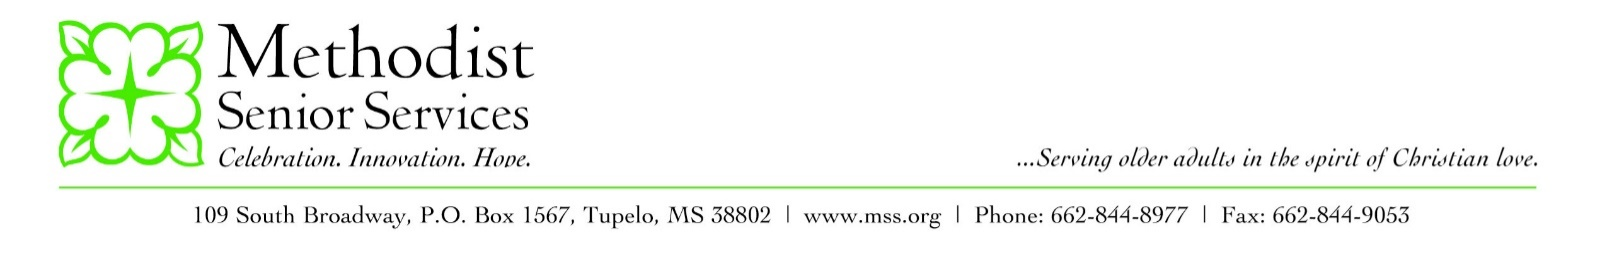 Methodist
Senior Services
Celebration. Innovation. Hope.
...Serving older adults in the spirit of Christian love.
109 South Broadway, P.O. Box 1567, Tupelo, MS 38802 | www.mss.org | Phone: 662-844-8977 | Fax: 662-844-9053